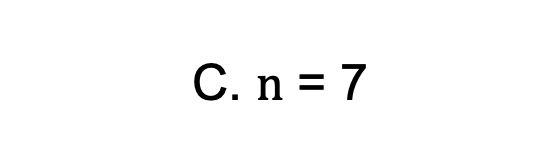 C. n = 7